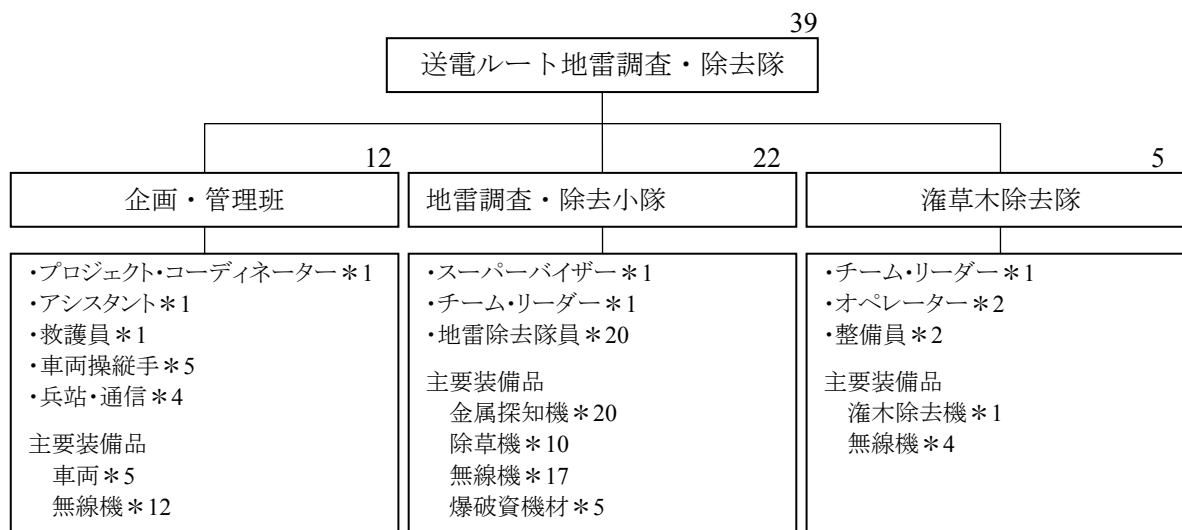 39
送電ルート地雷調査・除去隊
12
企画・管理班
・プロジェクト・コーディネーター＊1
・アシスタント＊1
・救護員＊1
・車両操縦手＊5
・兵站・通信＊4
主要装備品
車両＊5
無線機＊12
22
地雷調査・除去小隊
・スーパーバイザー＊1
・チーム・リーダー＊1
・地雷除去隊員＊20
主要装備品
金属探知機＊20
除草機＊10
無線機＊17
爆破資機材＊5
5
潅草木除去隊
・チーム・リーダー＊1
・オペレーター＊2
・整備員＊2
主要装備品
潅木除去機＊1
無線機＊4